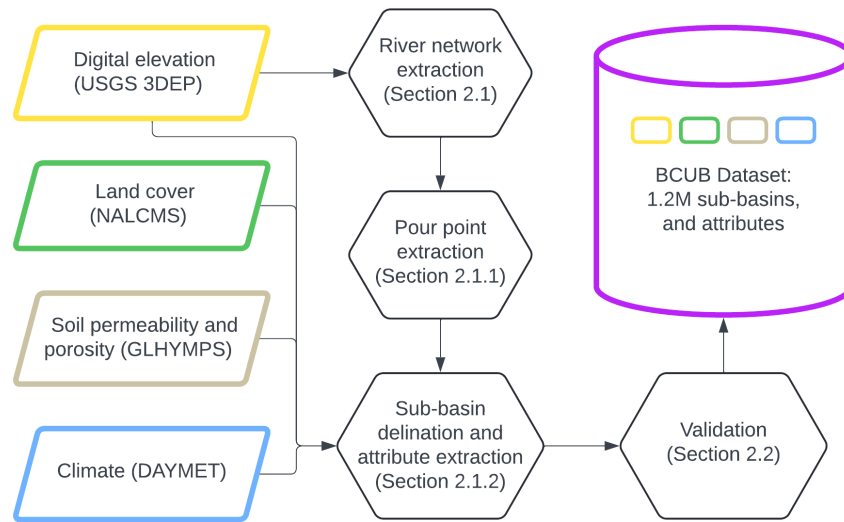 Digital elevation
(USGS 3DEP)
River network
extraction
(Section 2.1)
Land cover
(NALCMS)
Pour point
extraction
(Section 2.1.1)
BCUB Dataset:
1.2M sub-basins,
and attributes
Soil permeability and
porosity (GLHYMPS)
Climate (DAYMET)
Sub-basin
delination and
attribute extraction
(Section 2.1.2)
Validation
(Section 2.2)